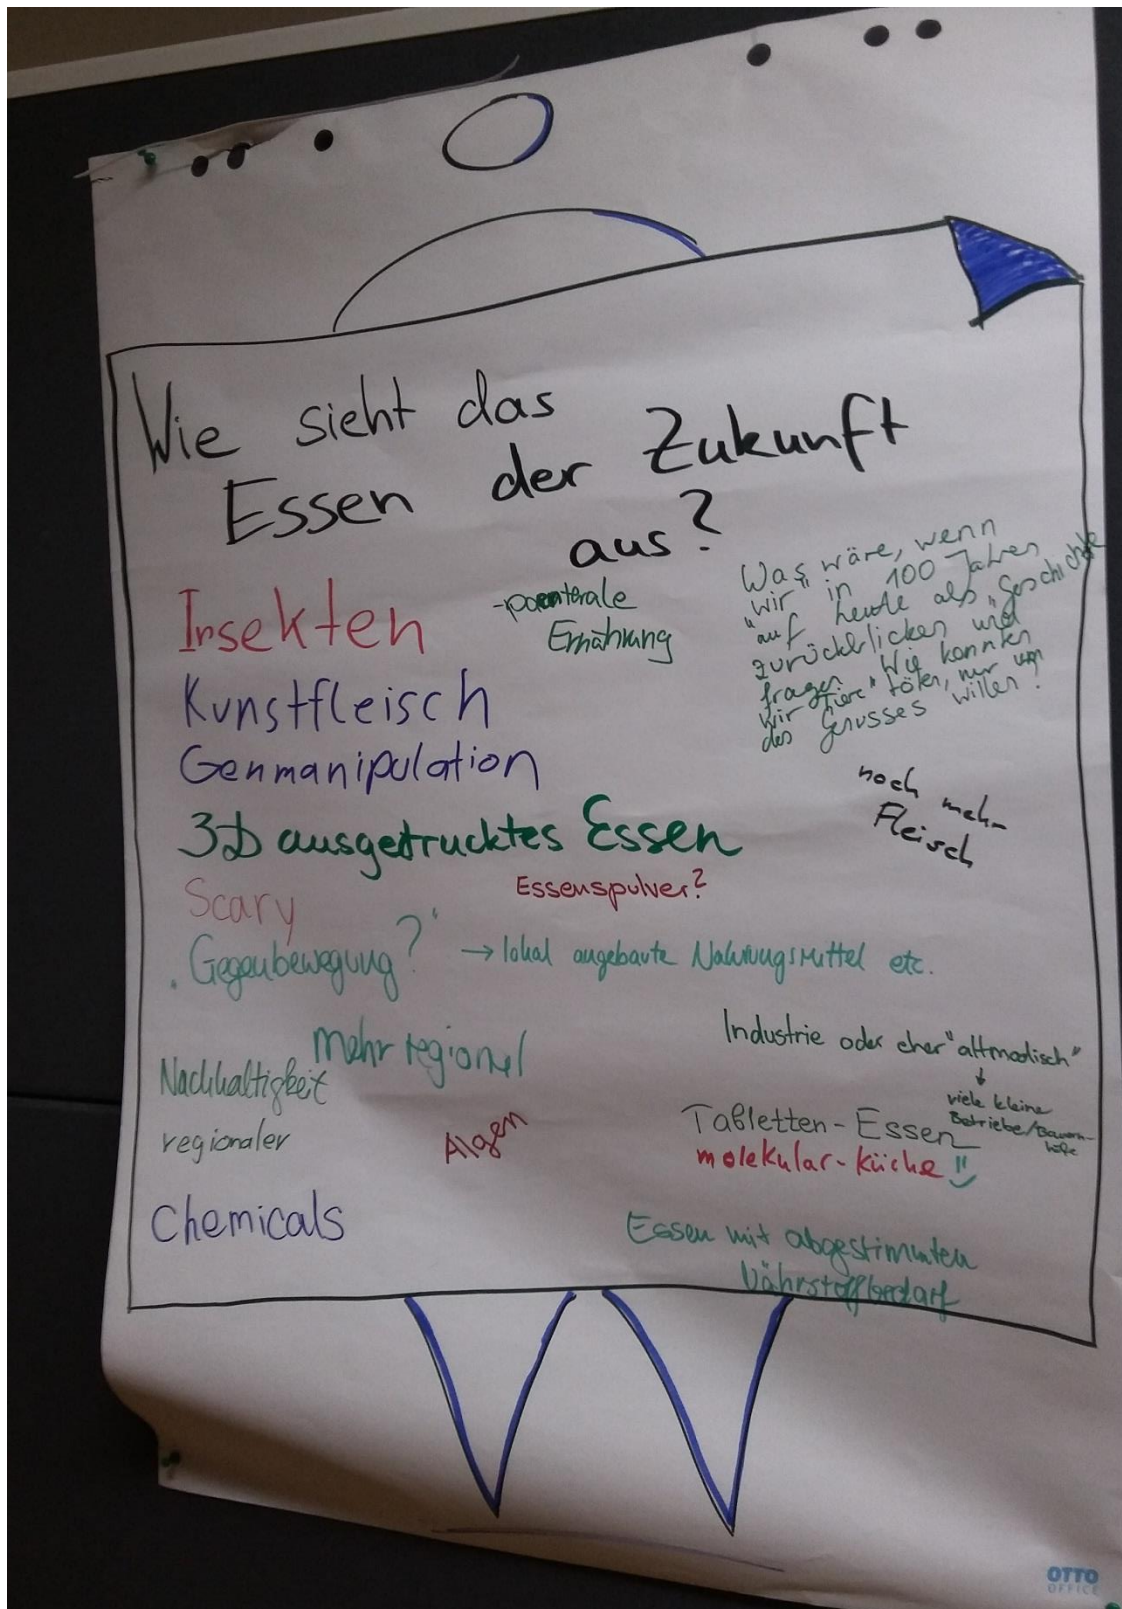 Wie sieht das
Essen der Zukunft
aus?
Insekten
-parenterale
Ernährung
Was wäre, wenn
"wir" in 100 Jahren
auf heute als "Geschichte
zurückblicken und
fragen "Wie konnten
wir Tiere töten, nur um
des Genusses willen?
Kunstfleisch
Genmanipulation
noch mehr
Fleisch
3D ausgedrucktes Essen
Scary
Essenspulver?
"Gegenbewegung?" → lokal angebaute Nahrungsmittel etc.
mehr regional
Industrie oder eher "altmodisch"
↓
viele kleine
Betriebe/Bauern-
höfe
Nachhaltigkeit
regionaler
Algen
Tabletten-Essen
molekular-küche
Chemicals
Essen mit abgestimmten
Nährstoffbedarf
OTTO
OFFICE